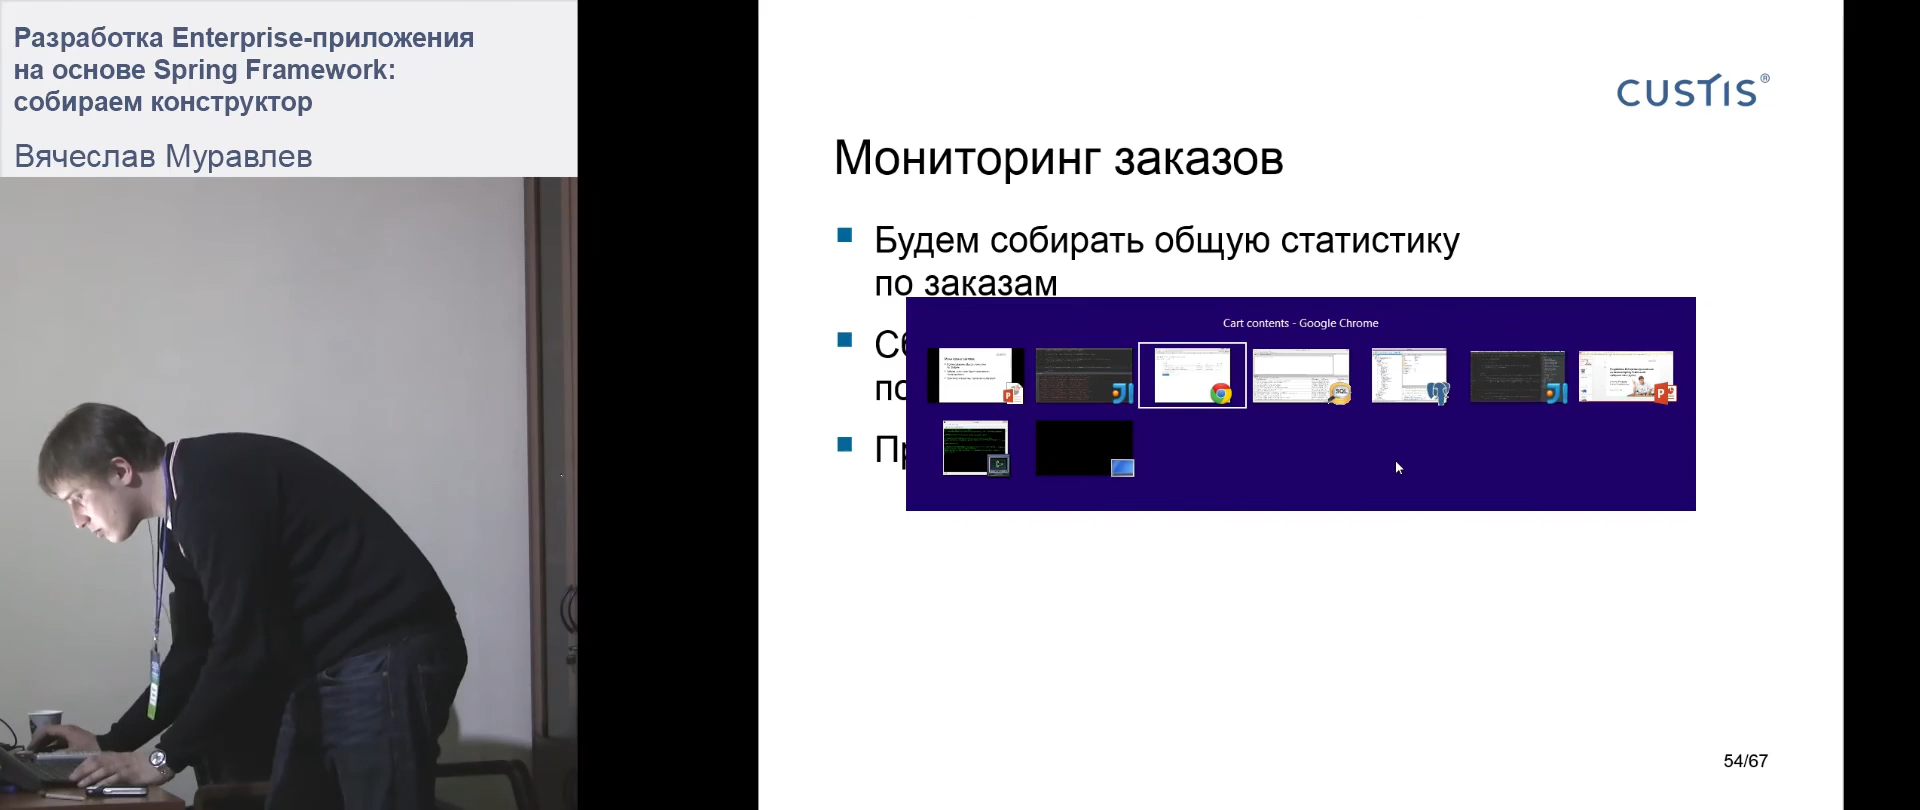 Разработка Enterprise-приложения
на основе Spring Framework:
собираем конструктор
Вячеслав Муравлев
CUSTIS®
Мониторинг заказов
Будем собирать общую статистику
по заказам
Cart contents - Google Chrome
54/67